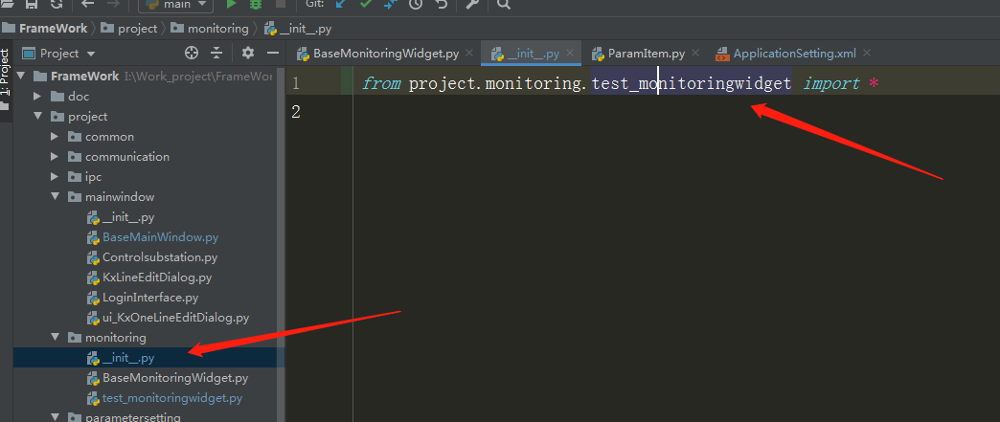 main
Git:
FrameWork project monitoring __init__.py
Project
BaseMonitoringWidget.py __init__.py ParamItem.py ApplicationSetting.xml
1: Project
FrameWork I:\Work_project\FrameWor
doc
project
common
communication
ipc
mainwindow
__init__.py
BaseMainWindow.py
Controlsubstation.py
KxLineEditDialog.py
LoginInterface.py
ui_KxOneLineEditDialog.py
monitoring
__init__.py
BaseMonitoringWidget.py
test_monitoringwidget.py
parametersetting
1 from project.monitoring.test_monitoringwidget import *
2